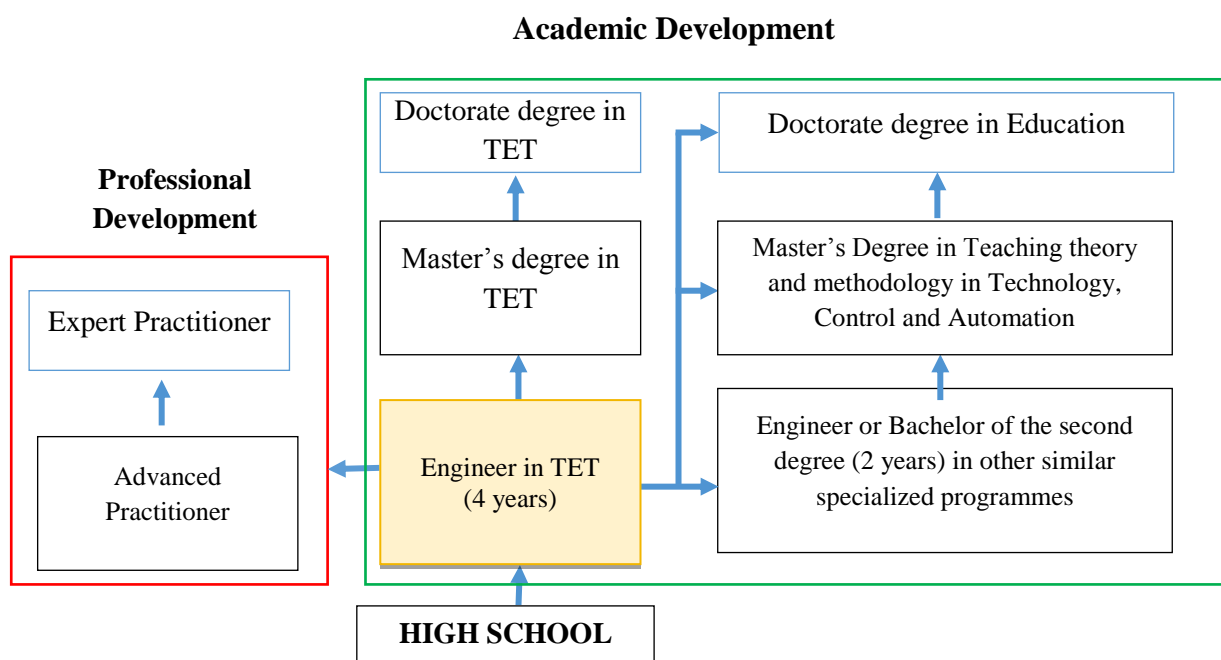 Academic Development
Professional
Development
Expert Practitioner
Advanced
Practitioner
Doctorate degree in
TET
Master’s degree in
TET
Engineer in TET
(4 years)
HIGH SCHOOL
Doctorate degree in Education
Master’s Degree in Teaching theory
and methodology in Technology,
Control and Automation
Engineer or Bachelor of the second
degree (2 years) in other similar
specialized programmes